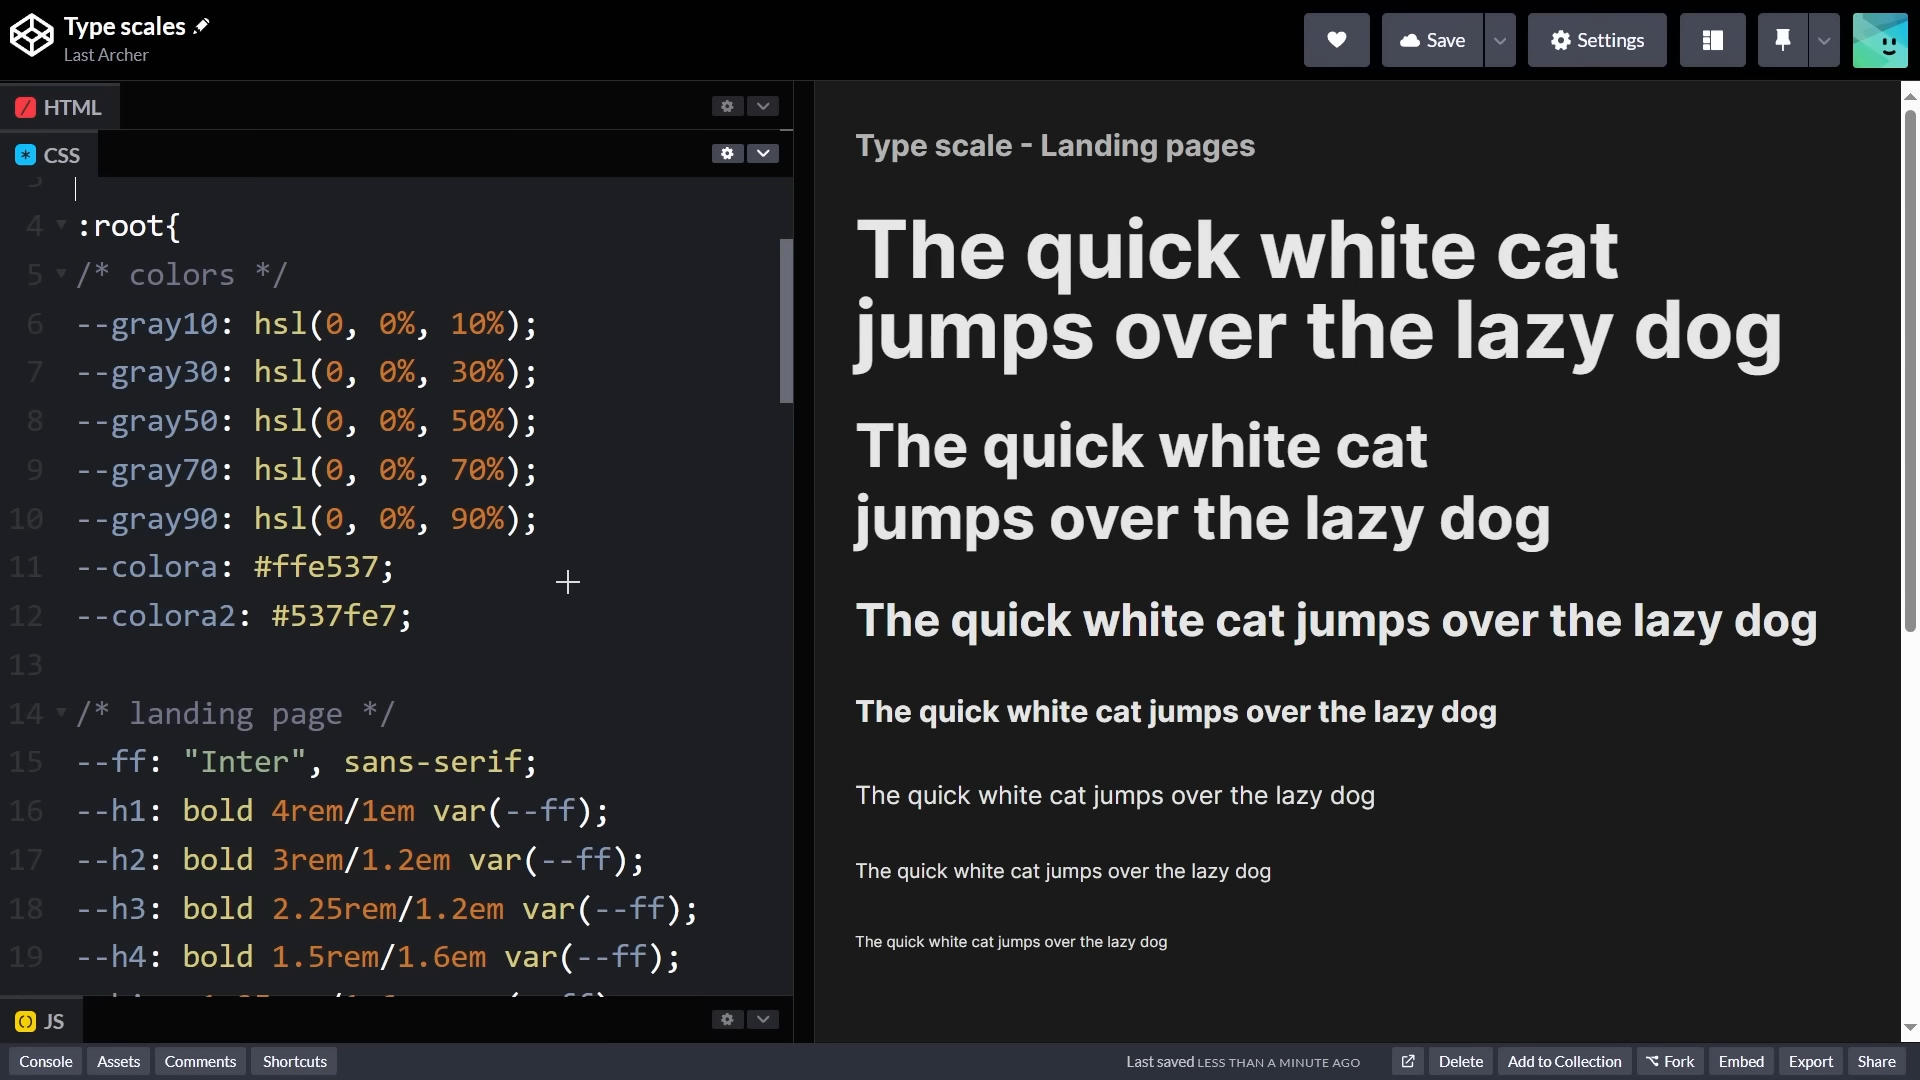 Type scales
Last Archer
Save
Settings
HTML
CSS
3
4 :root{
5 /* colors */
6 --gray10: hsl(0, 0%, 10%);
7 --gray30: hsl(0, 0%, 30%);
8 --gray50: hsl(0, 0%, 50%);
9 --gray70: hsl(0, 0%, 70%);
10 --gray90: hsl(0, 0%, 90%);
11 --colora: #ffe537;
12 --colora2: #537fe7;
13
14 /* landing page */
15 --ff: "Inter", sans-serif;
16 --h1: bold 4rem/1em var(--ff);
17 --h2: bold 3rem/1.2em var(--ff);
18 --h3: bold 2.25rem/1.2em var(--ff);
19 --h4: bold 1.5rem/1.6em var(--ff);
JS
Type scale - Landing pages
The quick white cat
jumps over the lazy dog
The quick white cat
jumps over the lazy dog
The quick white cat jumps over the lazy dog
The quick white cat jumps over the lazy dog
The quick white cat jumps over the lazy dog
The quick white cat jumps over the lazy dog
The quick white cat jumps over the lazy dog
Console Assets Comments Shortcuts
Last saved LESS THAN A MINUTE AGO
Delete Add to Collection Fork Embed Export Share